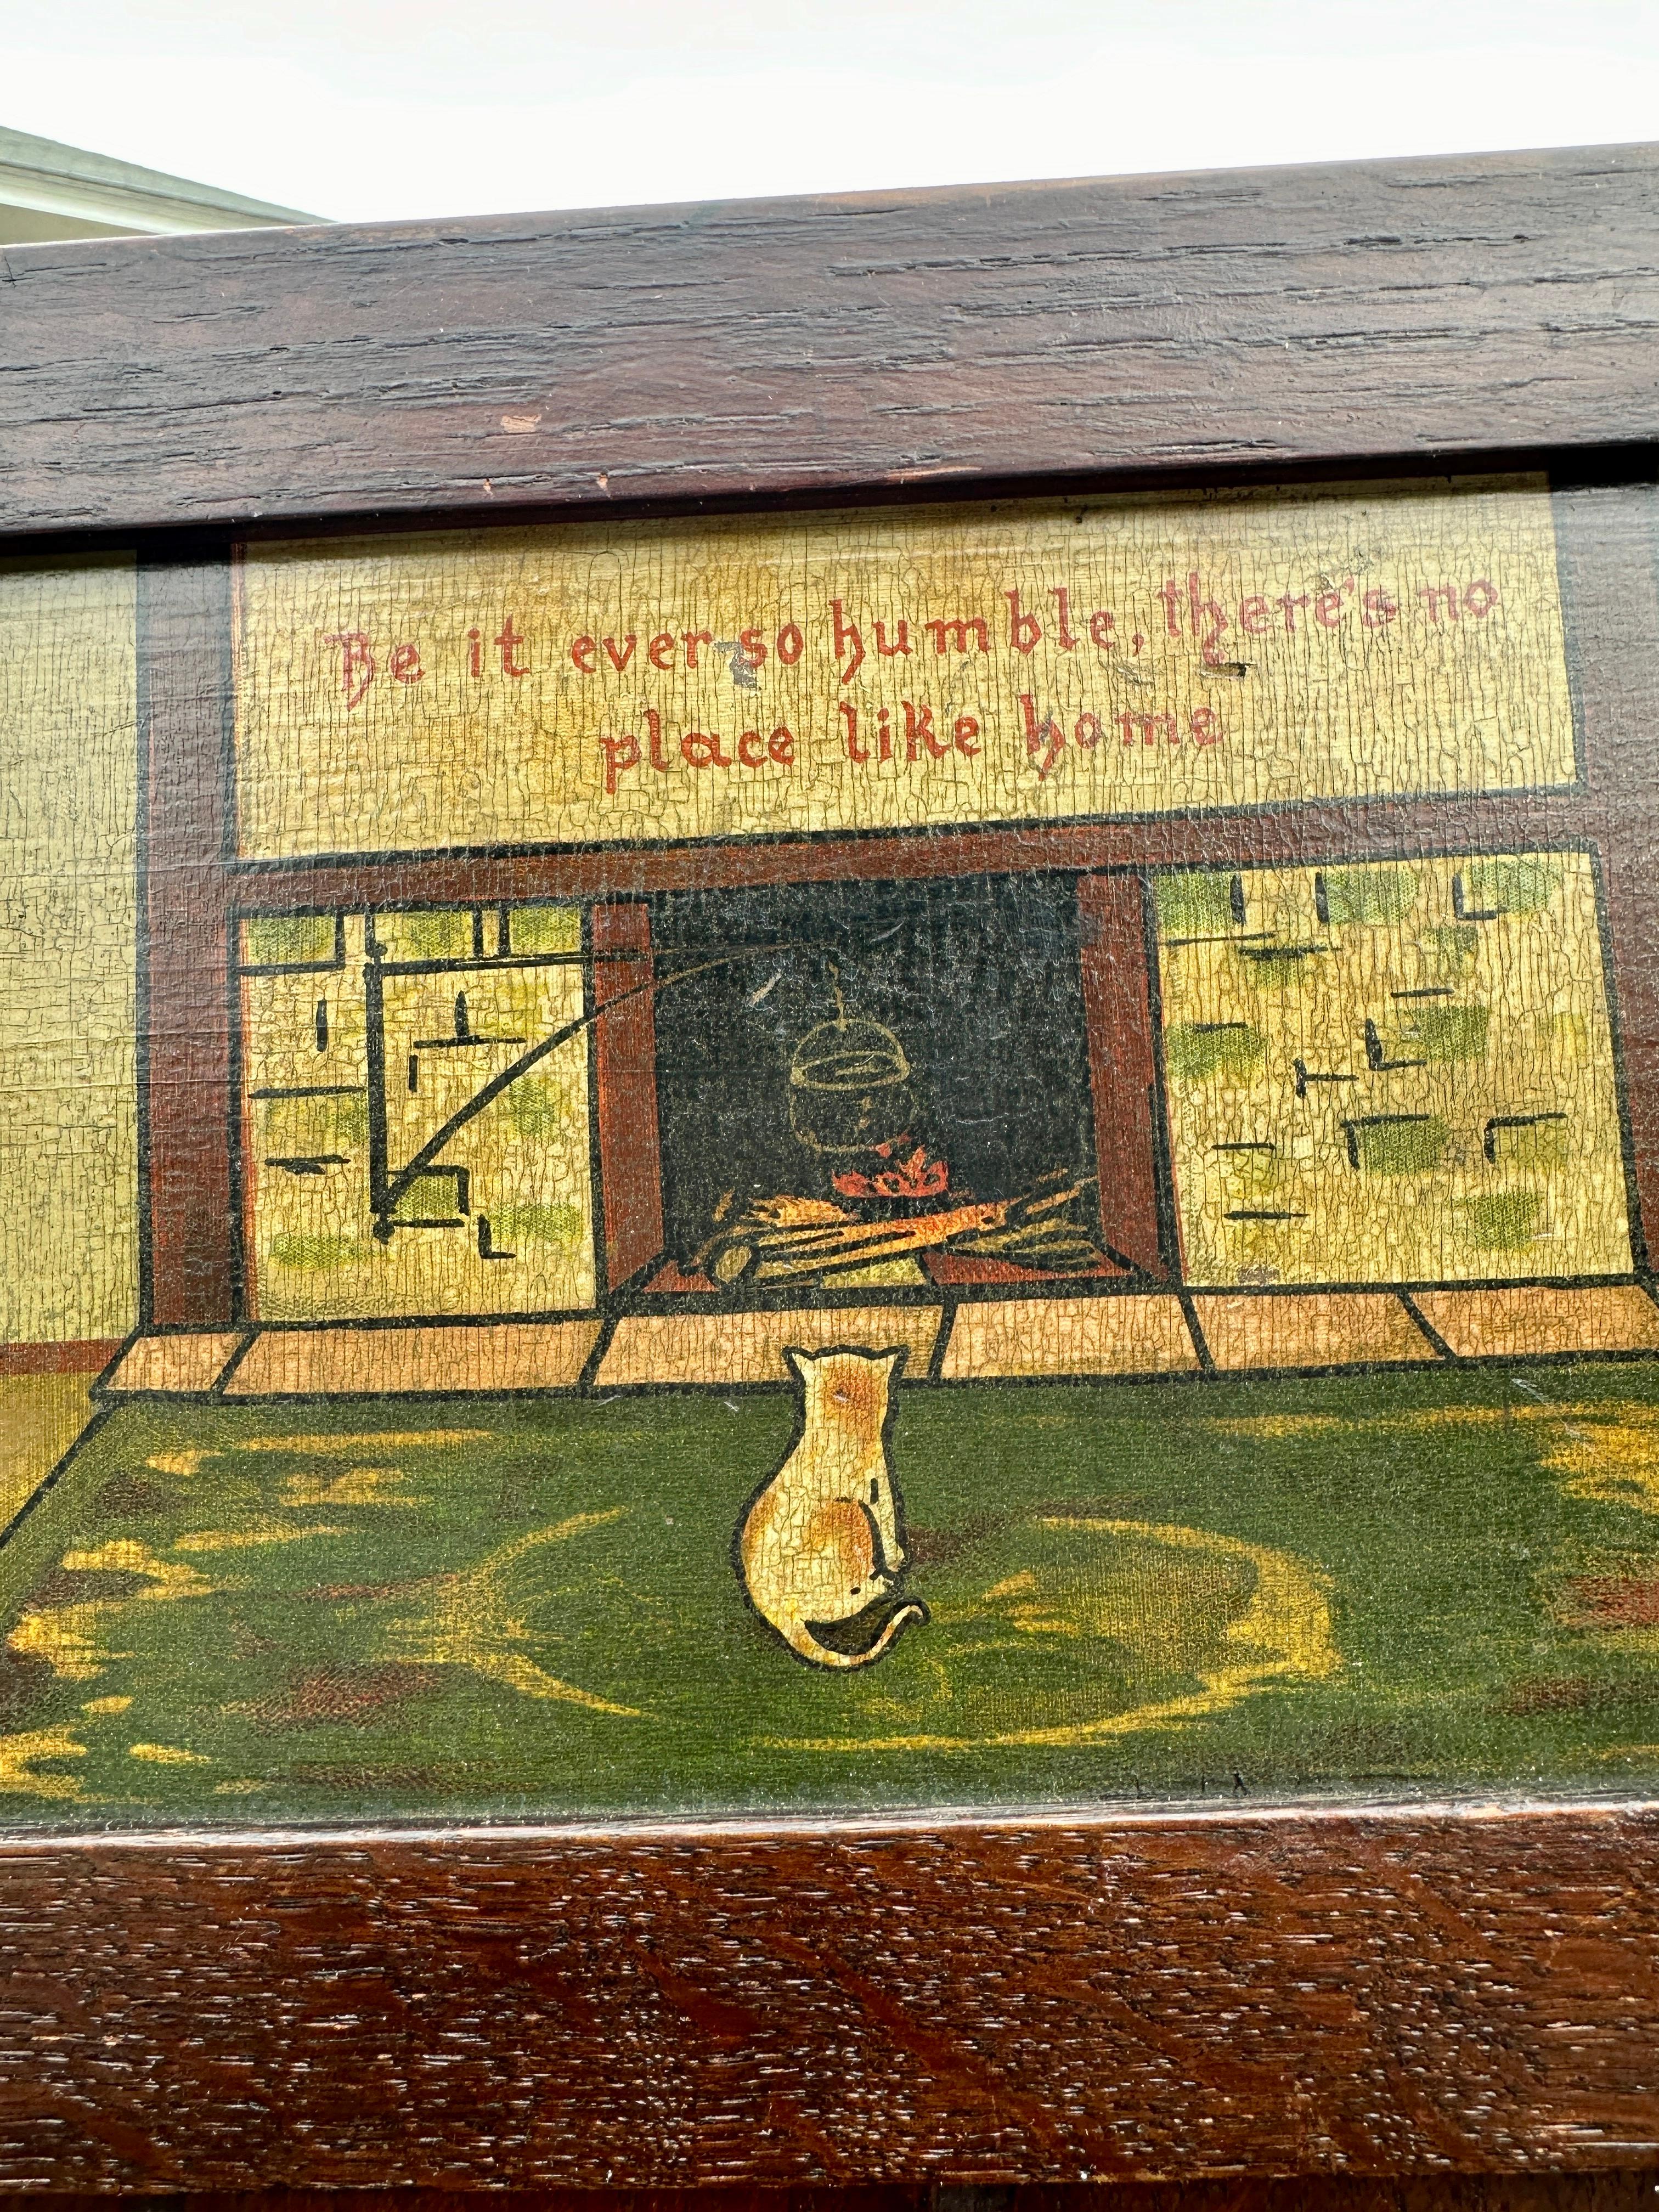 Be it ever so humble, there's no
place like home